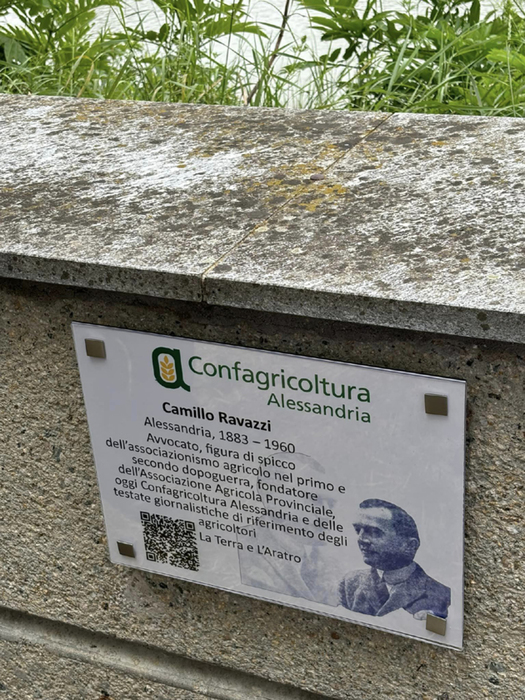 Confagricoltura
Alessandria
Camillo Ravazzi
Alessandria, 1883 – 1960
Avvocato, figura di spicco
dell'associazionismo agricolo nel primo e
secondo dopoguerra, fondatore
dell'Associazione Agricola Provinciale,
oggi Confagricoltura Alessandria e delle
testate giornalistiche di riferimento degli
agricoltori
La Terra e L'Aratro